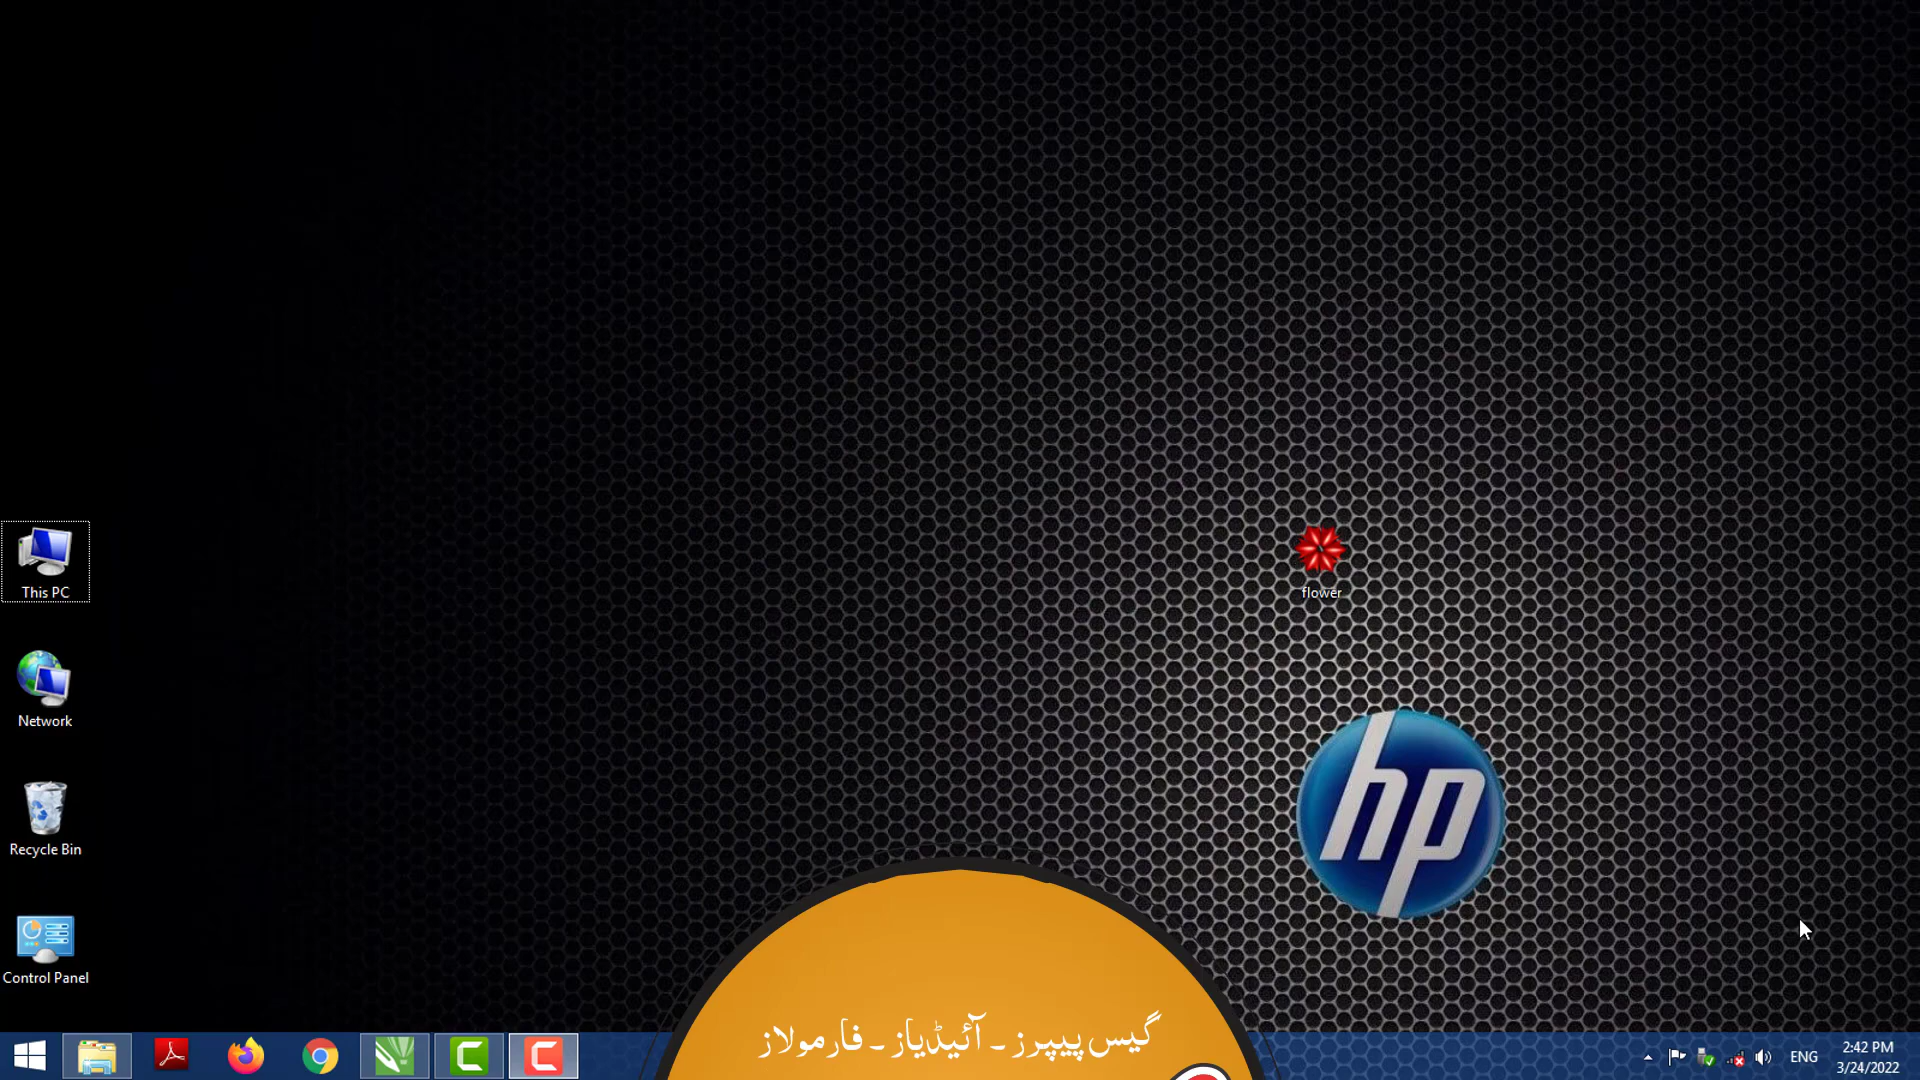 This PC
flower
Network
hp
Recycle Bin
Control Panel
گیس پیپرز ۔ آئیڈیاز ۔ فارمولاز
ENG
2:42 PM
3/24/2022